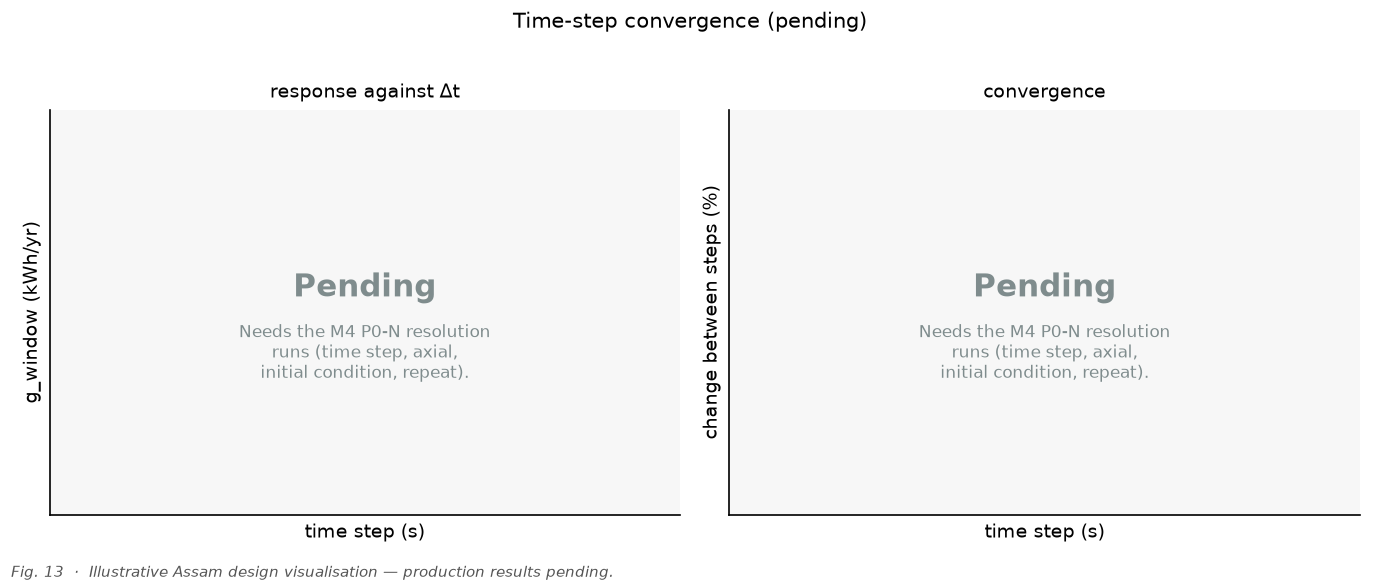 Time-step convergence (pending)
response against Δt
g_window (kWh/yr)
Pending
Needs the M4 P0-N resolution
runs (time step, axial,
initial condition, repeat).
time step (s)
convergence
change between steps (%)
Pending
Needs the M4 P0-N resolution
runs (time step, axial,
initial condition, repeat).
time step (s)
Fig. 13 · Illustrative Assam design visualisation — production results pending.